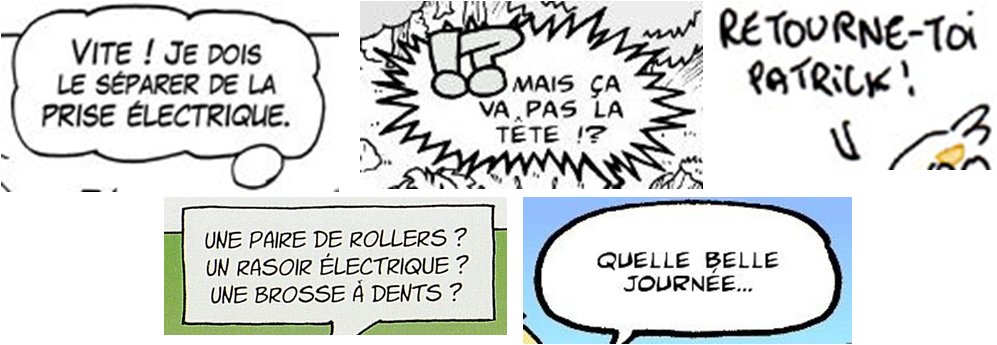 VITE ! JE DOIS
LE SÉPARER DE LA
PRISE ÉLECTRIQUE.
MAIS ÇA
VA PAS LA
TÊTE !?
RETOURNE-TOI
PATRICK !
UNE PAIRE DE ROLLERS ?
UN RASOIR ÉLECTRIQUE ?
UNE BROSSE À DENTS ?
QUELLE BELLE
JOURNÉE...